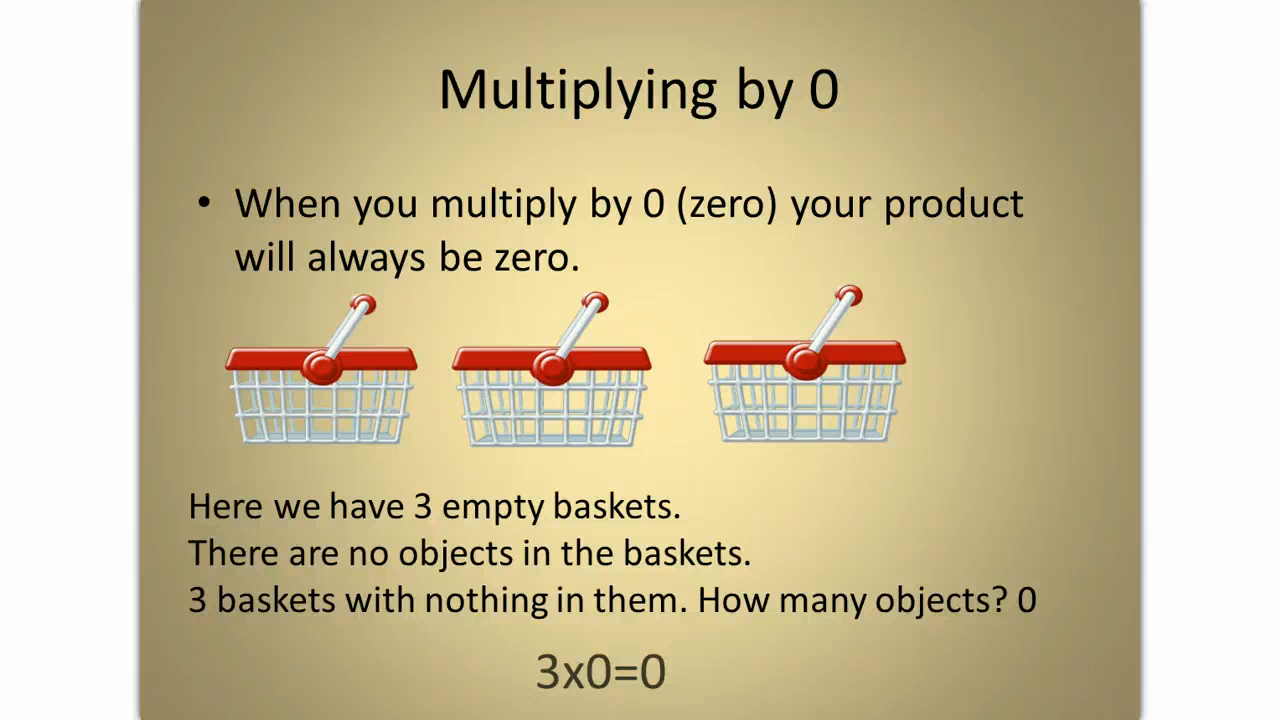 Multiplying by 0
• When you multiply by 0 (zero) your product
will always be zero.
Here we have 3 empty baskets.
There are no objects in the baskets.
3 baskets with nothing in them. How many objects? 0
3x0=0